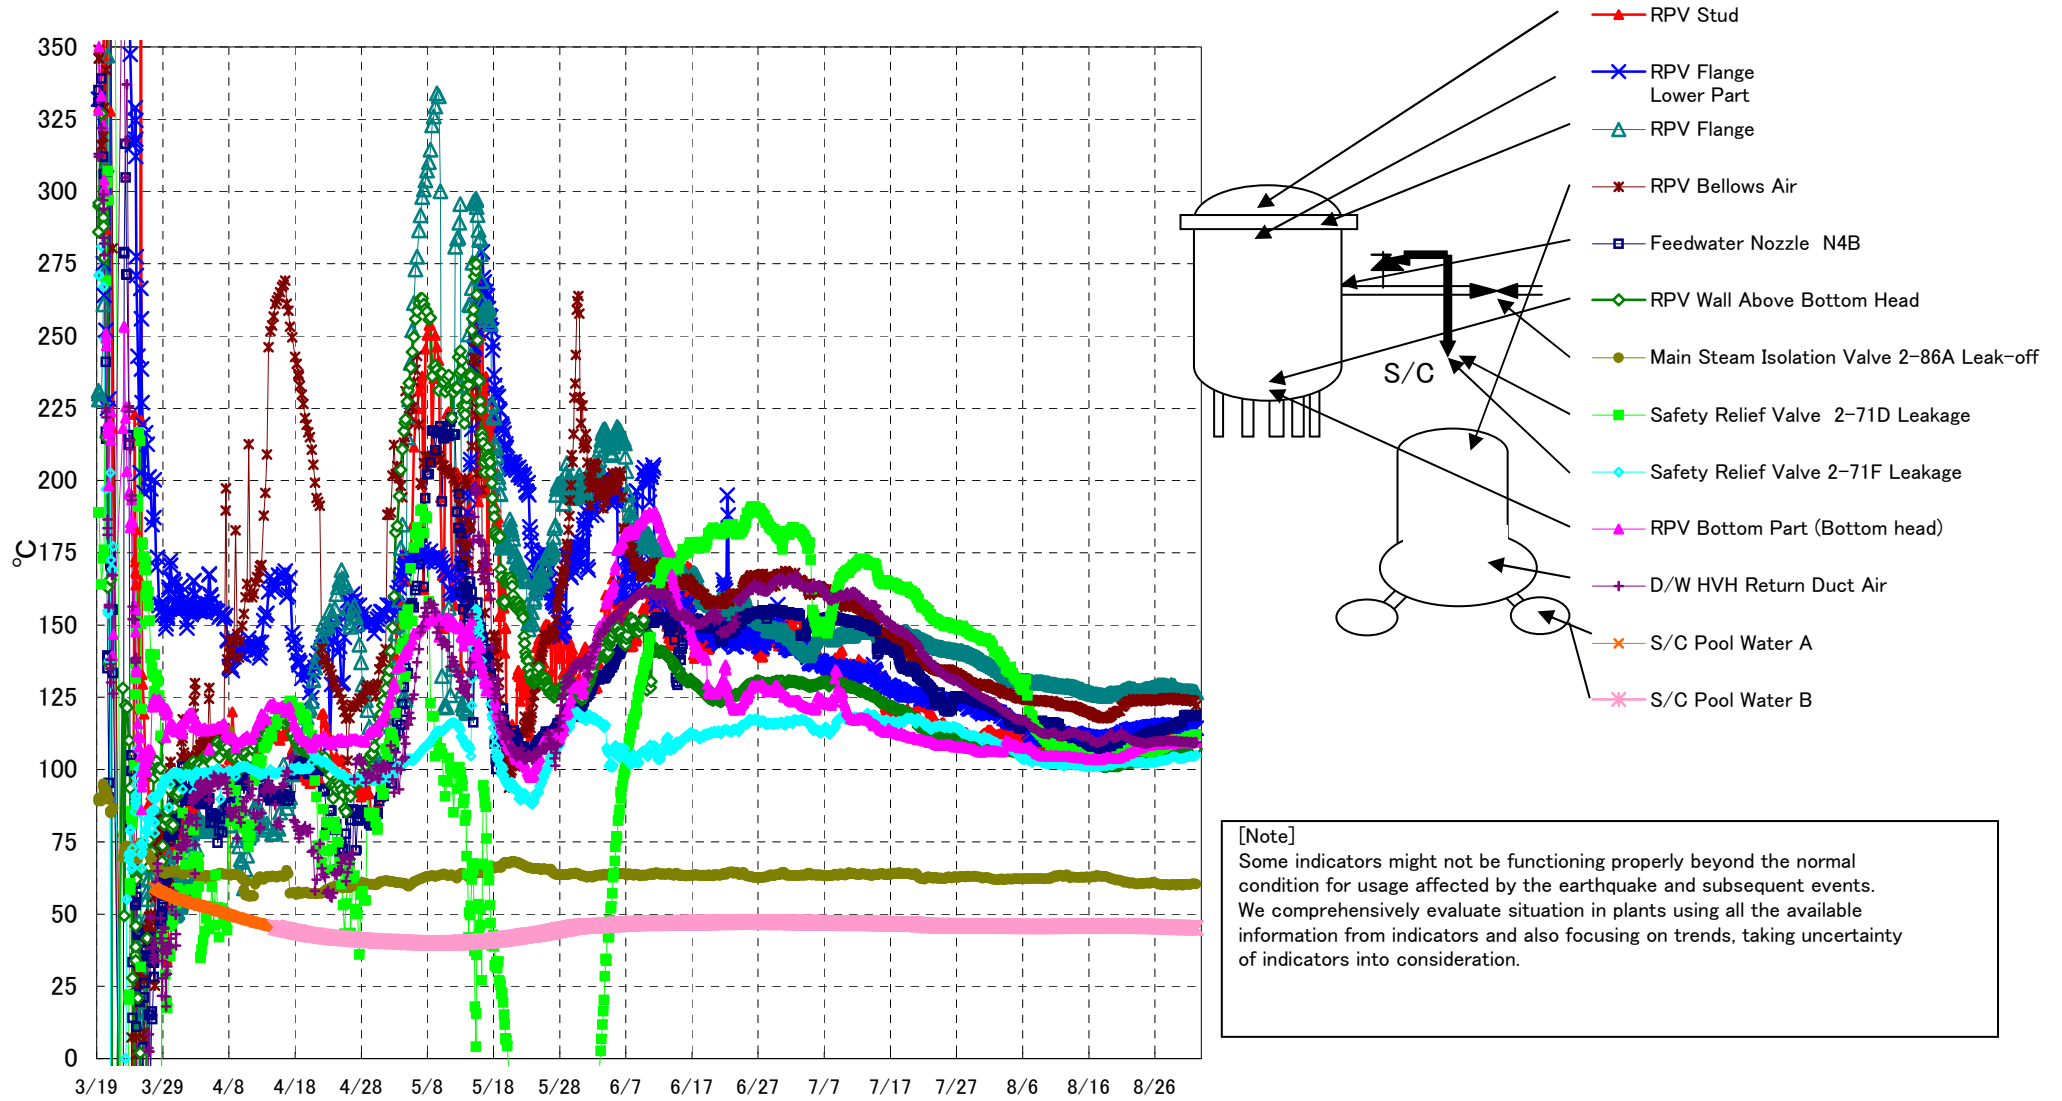 350
325
300
275
250
225
200
175
150
125
100
75
50
25
0
℃
3/19 3/29 4/8 4/18 4/28 5/8 5/18 5/28 6/7 6/17 6/27 7/7 7/17 7/27 8/6 8/16 8/26
RPV Stud
RPV Flange
Lower Part
RPV Flange
RPV Bellows Air
Feedwater Nozzle N4B
RPV Wall Above Bottom Head
Main Steam Isolation Valve 2-86A Leak-off
Safety Relief Valve 2-71D Leakage
Safety Relief Valve 2-71F Leakage
RPV Bottom Part (Bottom head)
D/W HVH Return Duct Air
S/C Pool Water A
S/C Pool Water B
S/C
[Note]
Some indicators might not be functioning properly beyond the normal
condition for usage affected by the earthquake and subsequent events.
We comprehensively evaluate situation in plants using all the available
information from indicators and also focusing on trends, taking uncertainty
of indicators into consideration.